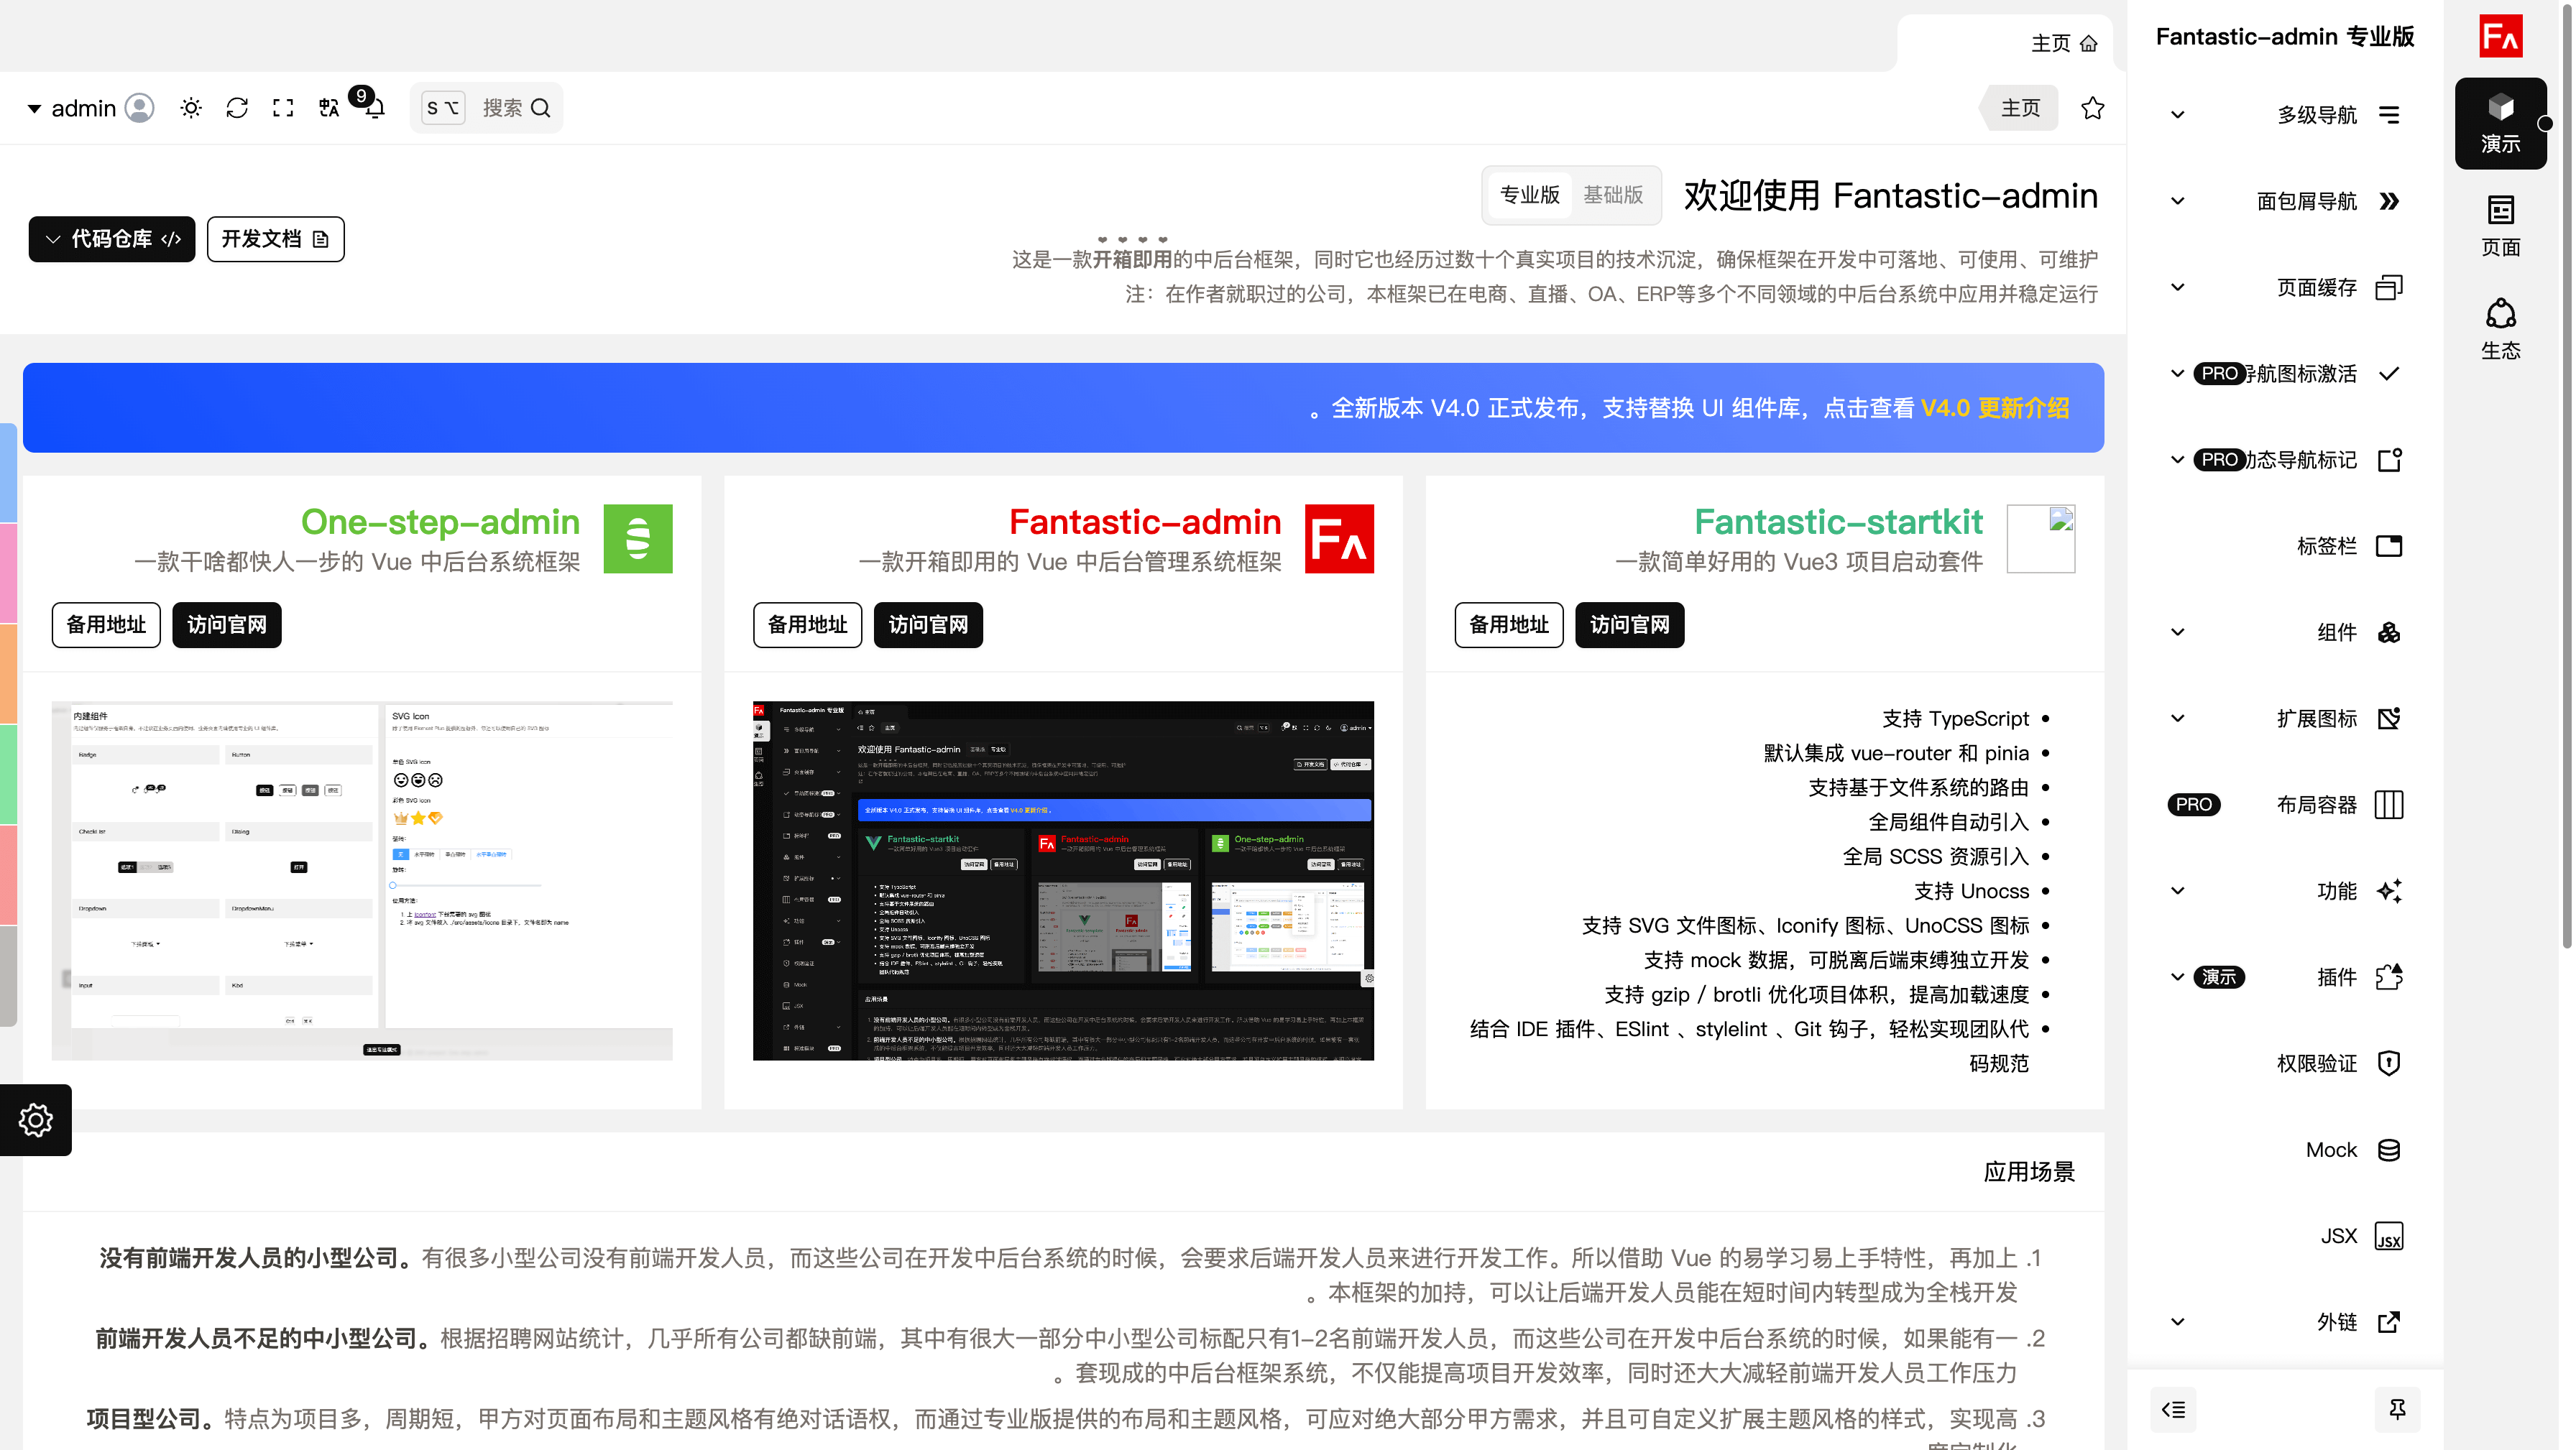 主页
Fantastic-admin 专业版
演示
页面
生态
多级导航
面包屑导航
页面缓存
导航图标激活 PRO
动态导航标记 PRO
标签栏
组件
扩展图标
布局容器 PRO
功能
插件 演示
权限验证
Mock
JSX
外链
主页
搜索 S ⌥
9
admin
欢迎使用 Fantastic-admin
基础版 专业版
这是一款开箱即用的中后台框架，同时它也经历过数十个真实项目的技术沉淀，确保框架在开发中可落地、可使用、可维护
注：在作者就职过的公司，本框架已在电商、直播、OA、ERP等多个不同领域的中后台系统中应用并稳定运行
开发文档
代码仓库
。全新版本 V4.0 正式发布，支持替换 UI 组件库，点击查看 V4.0 更新介绍
Fantastic-startkit
一款简单好用的 Vue3 项目启动套件
访问官网
备用地址
支持 TypeScript
默认集成 vue-router 和 pinia
支持基于文件系统的路由
全局组件自动引入
全局 SCSS 资源引入
支持 Unocss
支持 SVG 文件图标、Iconify 图标、UnoCSS 图标
支持 mock 数据，可脱离后端束缚独立开发
支持 gzip / brotli 优化项目体积，提高加载速度
结合 IDE 插件、ESlint 、stylelint 、Git 钩子，轻松实现团队代
码规范
Fantastic-admin
一款开箱即用的 Vue 中后台管理系统框架
访问官网
备用地址
Fantastic-admin 专业版
欢迎使用 Fantastic-admin
Fantastic-startkit
Fantastic-admin
One-step-admin
One-step-admin
一款干啥都快人一步的 Vue 中后台系统框架
访问官网
备用地址
内建组件
SVG Icon
Badge
Button
Dialog
Dropdown
DropdownMenu
Input
Kbd
应用场景
.1 没有前端开发人员的小型公司。有很多小型公司没有前端开发人员，而这些公司在开发中后台系统的时候，会要求后端开发人员来进行开发工作。所以借助 Vue 的易学习易上手特性，再加上
。本框架的加持，可以让后端开发人员能在短时间内转型成为全栈开发
.2 前端开发人员不足的中小型公司。根据招聘网站统计，几乎所有公司都缺前端，其中有很大一部分中小型公司标配只有1-2名前端开发人员，而这些公司在开发中后台系统的时候，如果能有一
。套现成的中后台框架系统，不仅能提高项目开发效率，同时还大大减轻前端开发人员工作压力
.3 项目型公司。特点为项目多，周期短，甲方对页面布局和主题风格有绝对话语权，而通过专业版提供的布局和主题风格，可应对绝大部分甲方需求，并且可自定义扩展主题风格的样式，实现高